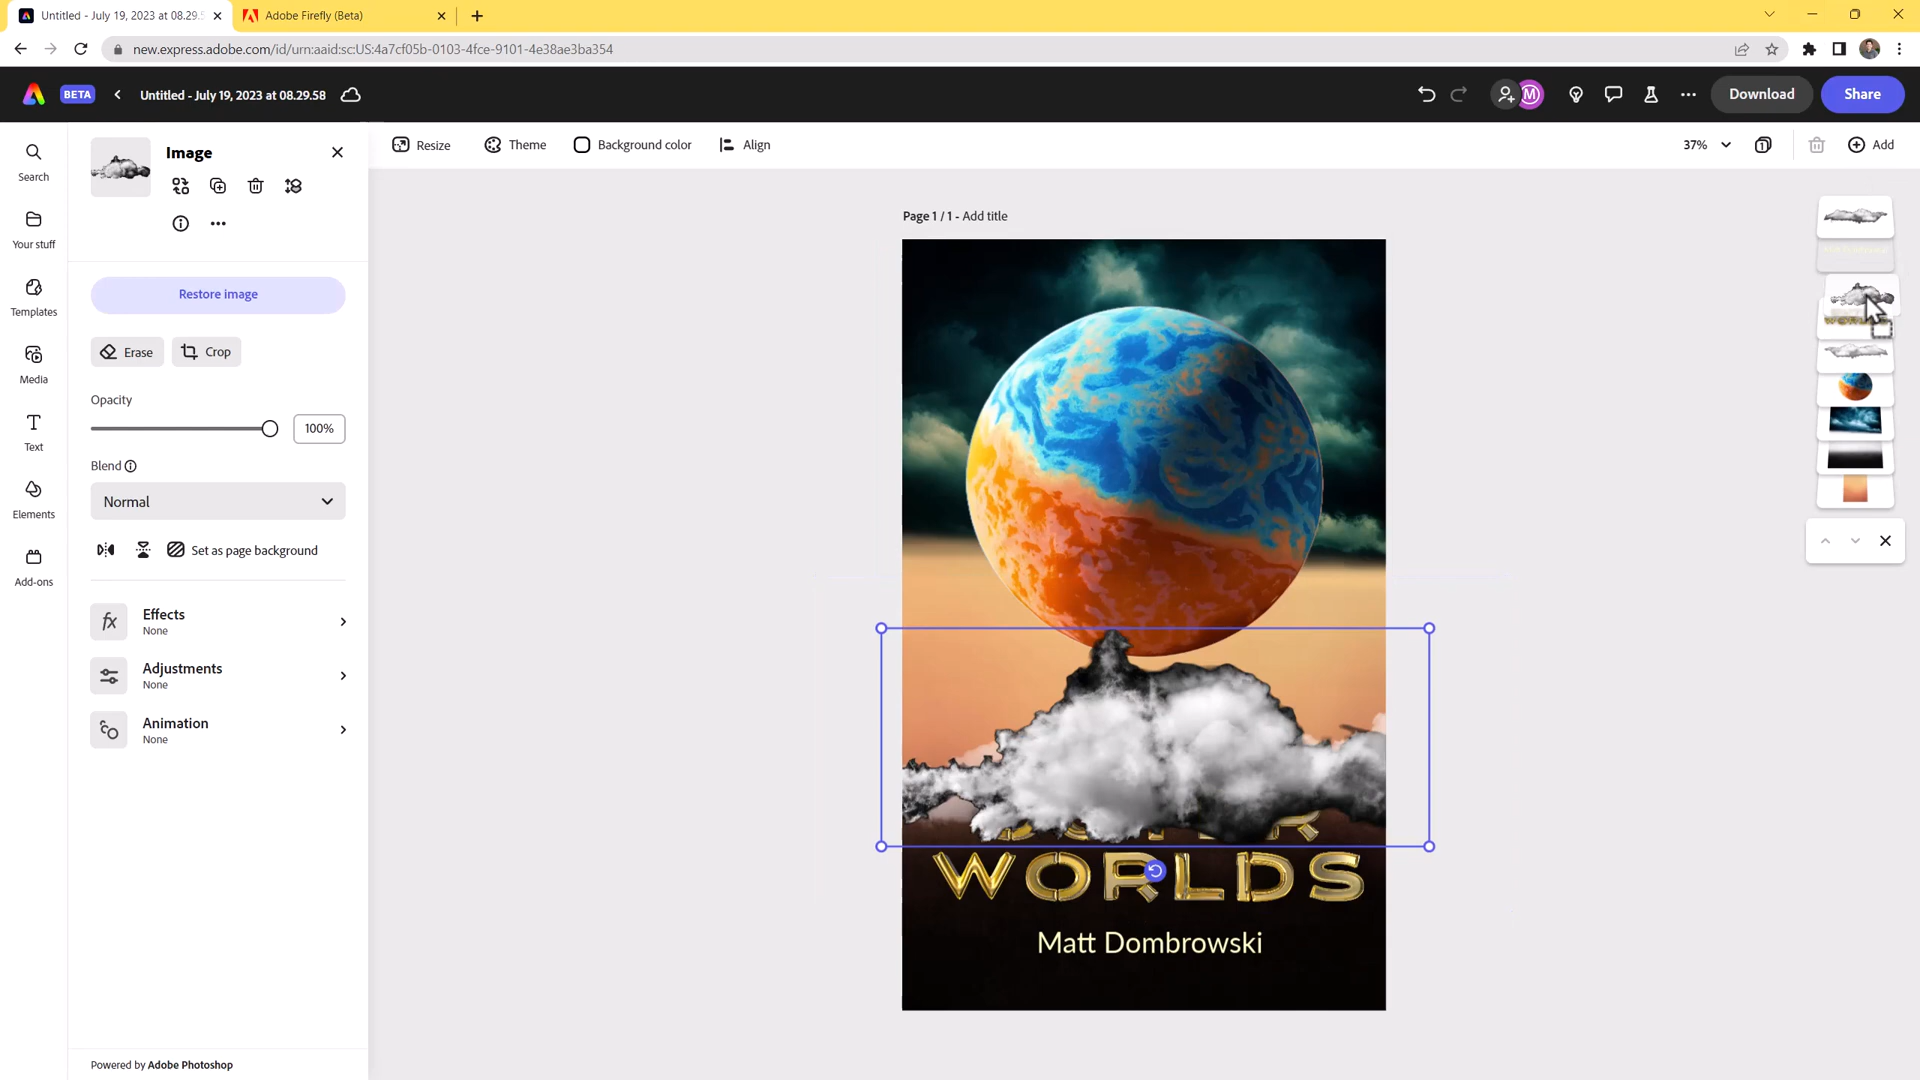 Untitled - July 19, 2023 at 08.29.5
Adobe Firefly (Beta)
new.express.adobe.com/id/urn:aaid:sc:US:4a7cf05b-0103-4fce-9101-4e38ae3ba354
BETA
Untitled - July 19, 2023 at 08.29.58
M
Download
Share
Search
Your stuff
Templates
Media
Text
Elements
Add-ons
Image
Restore image
Erase
Crop
Opacity
100%
Blend
Normal
Set as page background
fx
Effects
None
Adjustments
None
Animation
None
Powered by Adobe Photoshop
Resize
Theme
Background color
Align
37%
1
Add
Page 1 / 1 - Add title
WORLDS
Matt Dombrowski